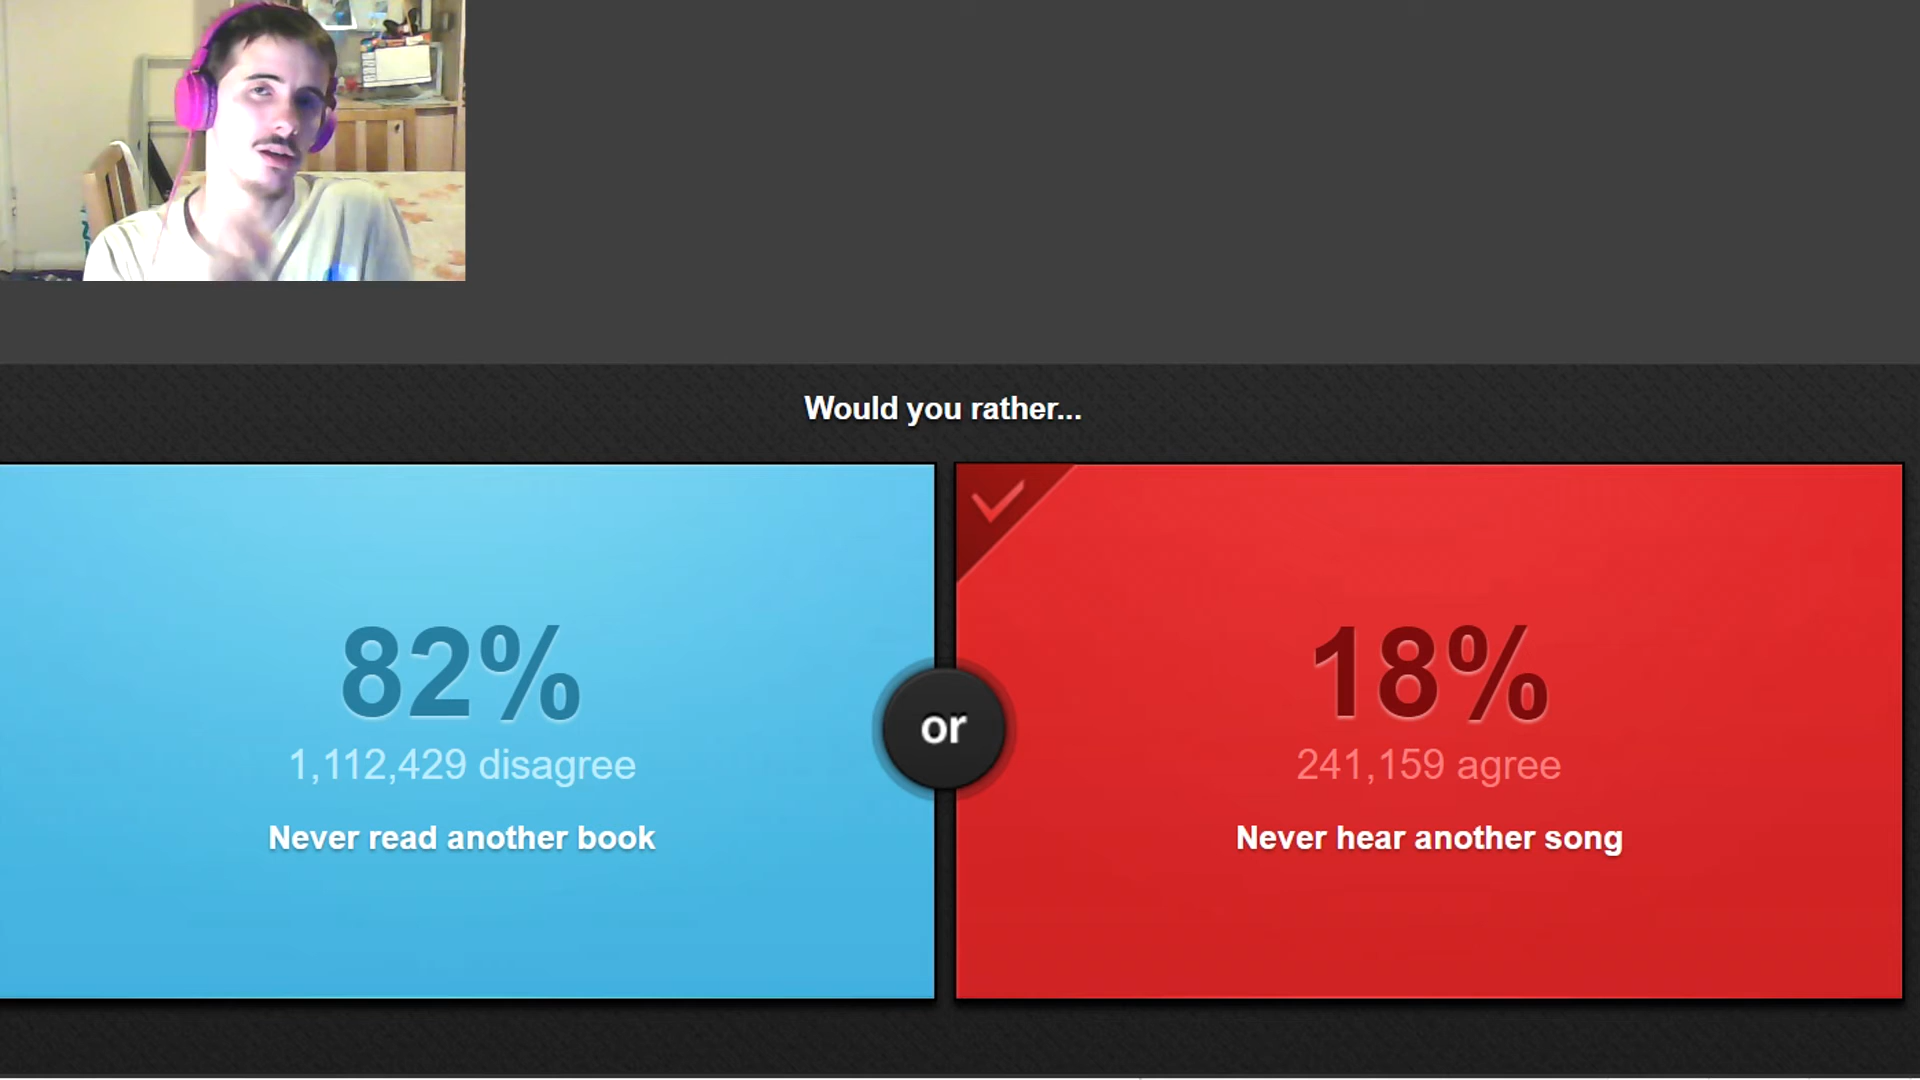 Would you rather...
82%
1,112,429 disagree
Never read another book
or
18%
241,159 agree
Never hear another song